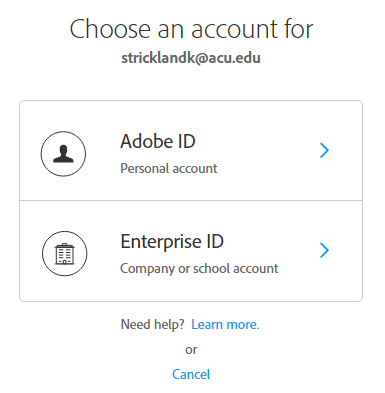 Choose an account for
stricklandk@acu.edu
Adobe ID
Personal account
Enterprise ID
Company or school account
Need help? Learn more.
or
Cancel